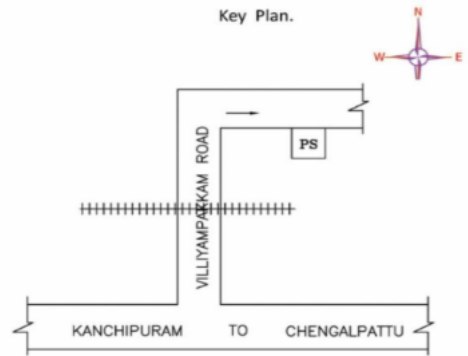 Key Plan.
N
W E
PS
VILLIYAMPAKKAM ROAD
KANCHIPURAM TO CHENGALPATTU